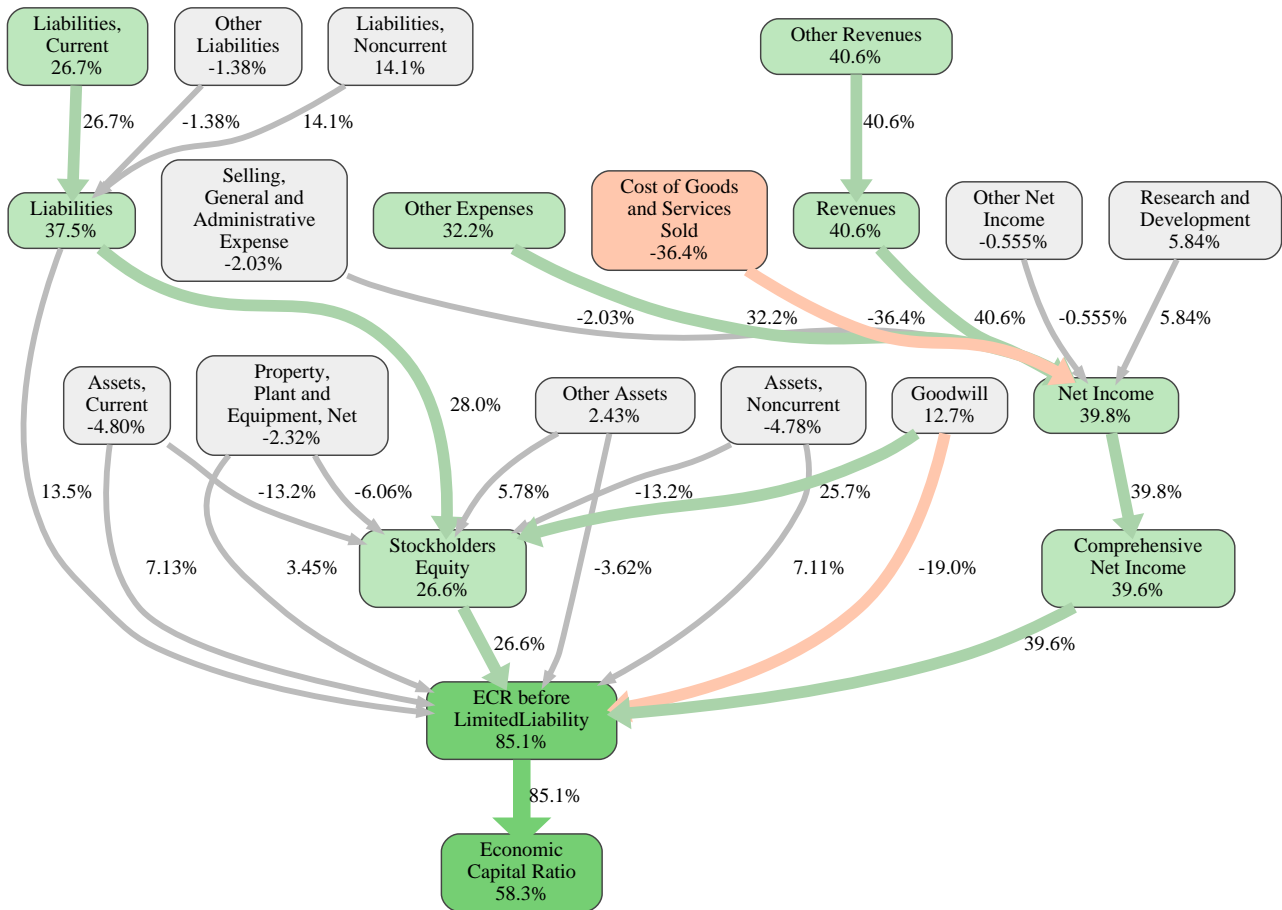 Liabilities,
Current
26.7%
Other
Liabilities
-1.38%
Liabilities,
Noncurrent
14.1%
Other Revenues
40.6%
26.7%
-1.38%
14.1%
40.6%
Liabilities
37.5%
Selling,
General and
Administrative
Expense
-2.03%
Other Expenses
32.2%
Cost of Goods
and Services
Sold
-36.4%
Revenues
40.6%
Other Net
Income
-0.555%
Research and
Development
5.84%
-2.03%
32.2%
-36.4%
40.6%
-0.555%
5.84%
Assets,
Current
-4.80%
Property,
Plant and
Equipment, Net
-2.32%
28.0%
Other Assets
2.43%
Assets,
Noncurrent
-4.78%
Goodwill
12.7%
Net Income
39.8%
13.5%
-13.2%
-6.06%
5.78%
-13.2%
25.7%
39.8%
7.13%
3.45%
Stockholders
Equity
26.6%
-3.62%
7.11%
-19.0%
Comprehensive
Net Income
39.6%
26.6%
39.6%
ECR before
LimitedLiability
85.1%
85.1%
Economic
Capital Ratio
58.3%